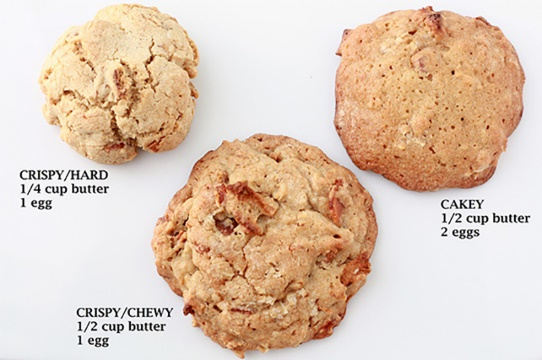 CRISPY/HARD
1/4 cup butter
1 egg
CAKEY
1/2 cup butter
2 eggs
CRISPY/CHEWY
1/2 cup butter
1 egg